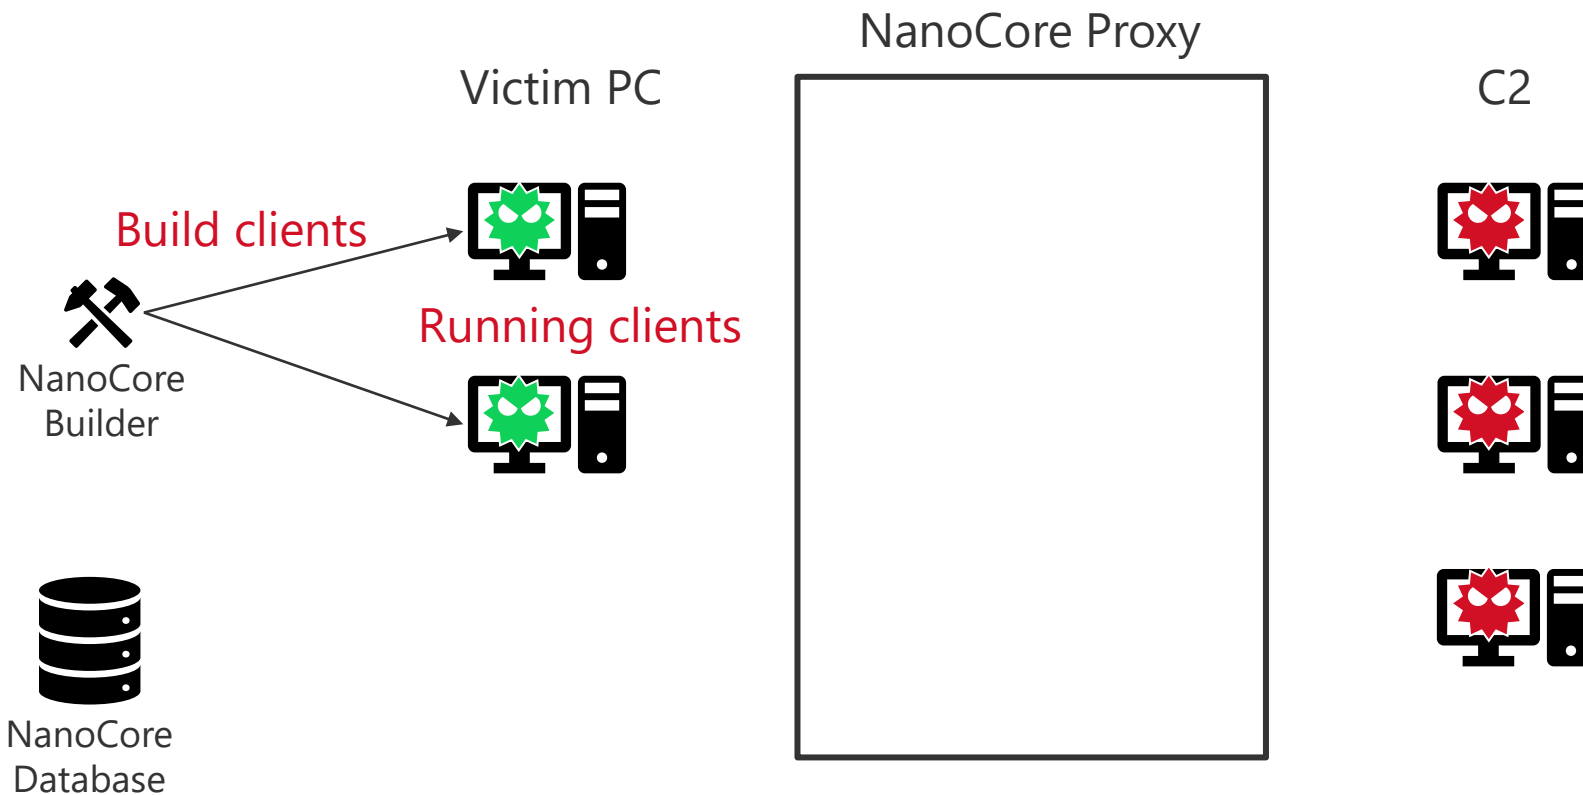 NanoCore Proxy
Victim PC
C2
Build clients
Running clients
NanoCore
Builder
NanoCore
Database